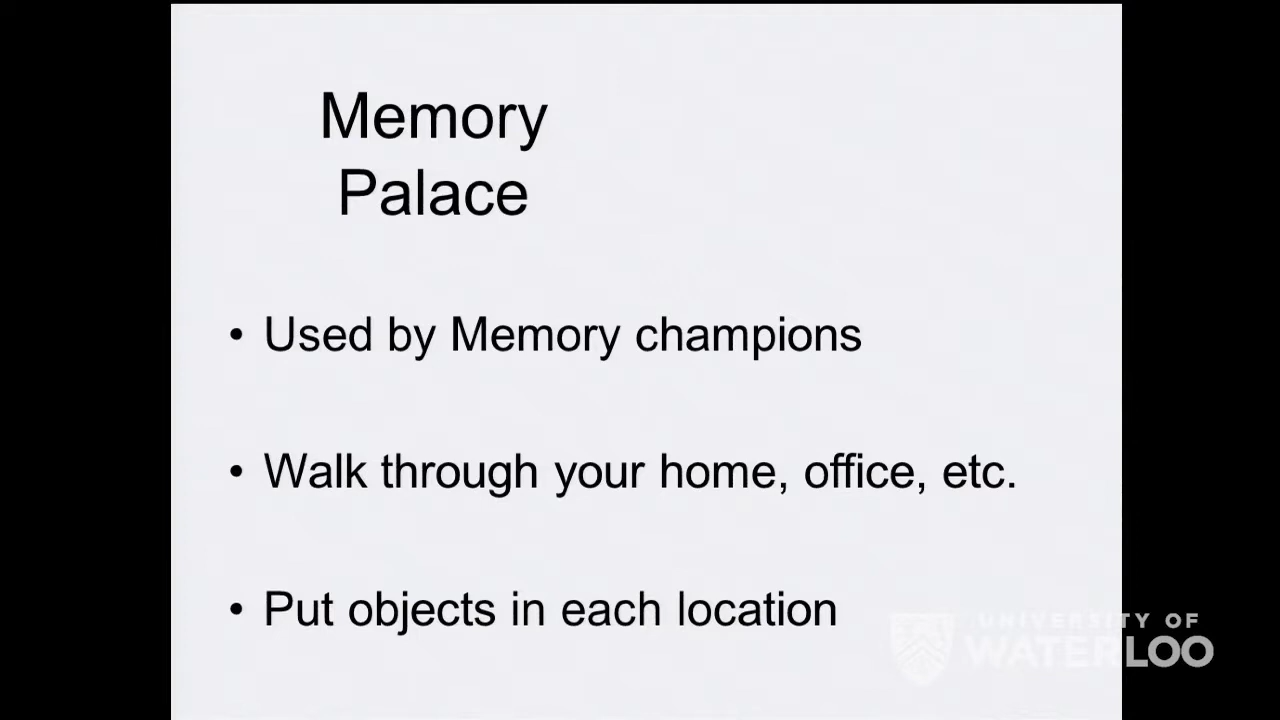 Memory
Palace
• Used by Memory champions
• Walk through your home, office, etc.
• Put objects in each location
UNIVERSITY OF
WATERLOO